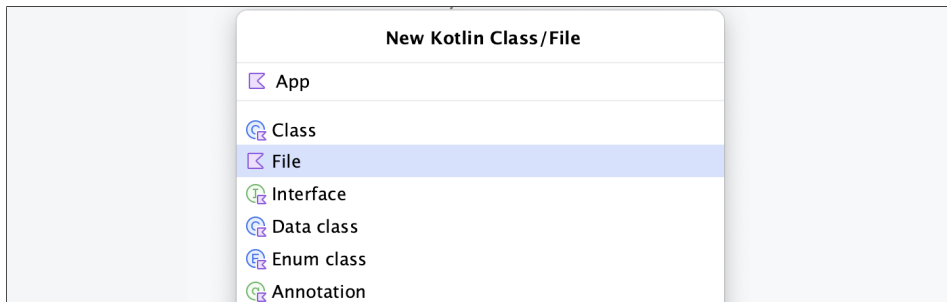 New Kotlin Class/File
App
Class
File
Interface
Data class
Enum class
Annotation